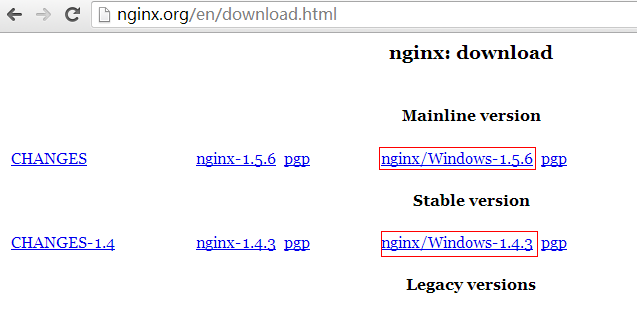 nginx.org/en/download.html
nginx: download
Mainline version
CHANGES nginx-1.5.6 pgp nginx/Windows-1.5.6 pgp
Stable version
CHANGES-1.4 nginx-1.4.3 pgp nginx/Windows-1.4.3 pgp
Legacy versions